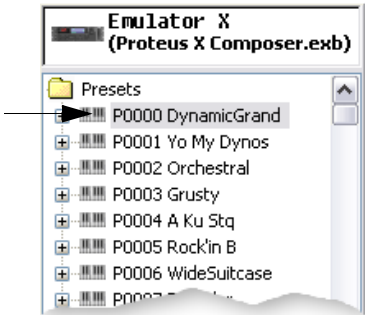 Emulator X
(Proteus X Composer.exb)
Presets
P0000 DynamicGrand
P0001 Yo My Dynos
P0002 Orchestral
P0003 Grusty
P0004 A Ku Stq
P0005 Rock'in B
P0006 WideSuitcase